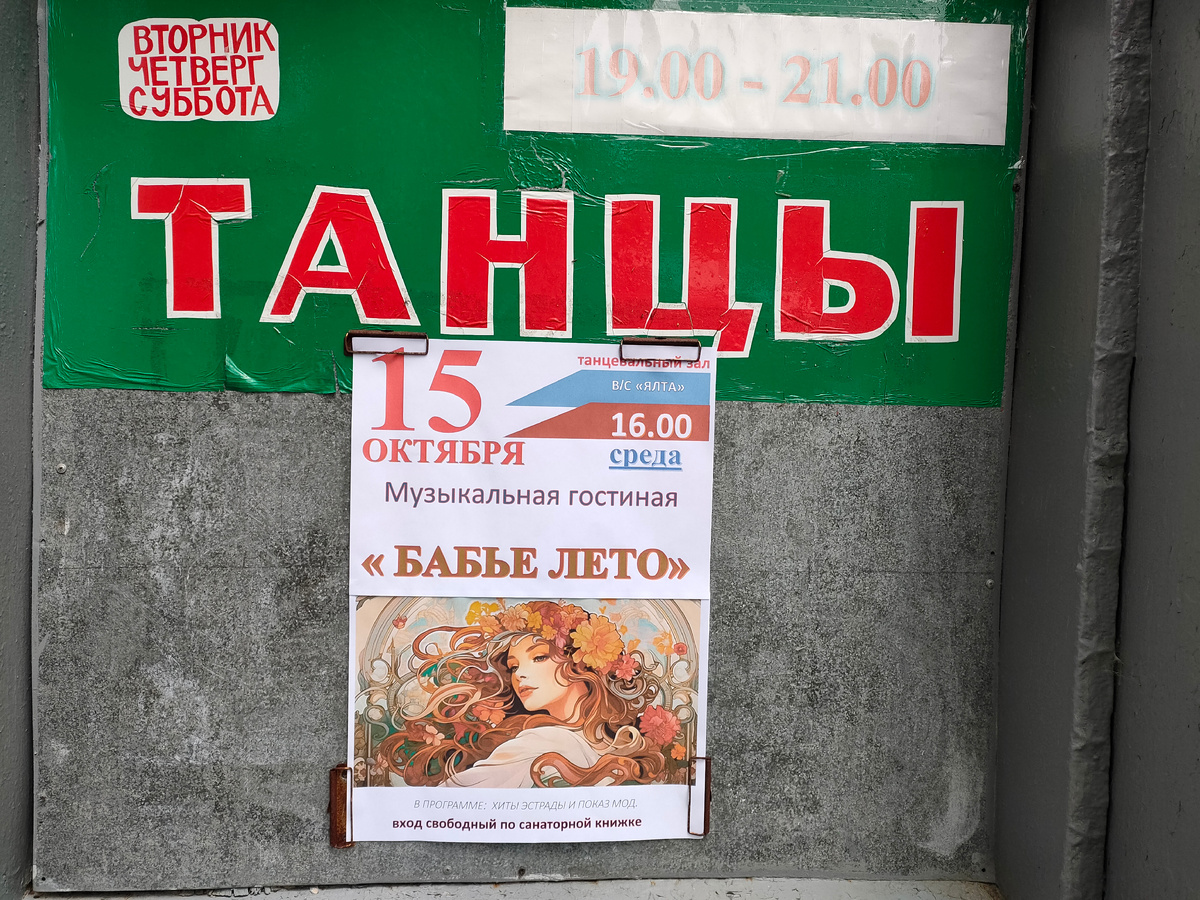 ВТОРНИК
ЧЕТВЕРГ
СУББОТА
19.00 - 21.00
ТАНЦЫ
15
ОКТЯБРЯ
танцевальный зал
В/С «ЯЛТА»
16.00
среда
Музыкальная гостиная
« БАБЬЕ ЛЕТО»
В ПРОГРАММЕ: ХИТЫ ЭСТРАДЫ И ПОКАЗ МОД.
вход свободный по санаторной книжке